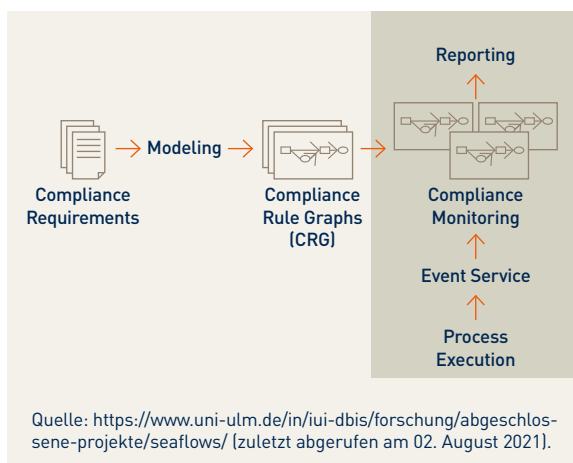 Reporting
Modeling
Compliance
Requirements
Compliance
Rule Graphs
(CRG)
Compliance
Monitoring
Event Service
Process
Execution
Quelle: https://www.uni-ulm.de/in/iui-dbis/forschung/abgeschlos-
sene-projekte/seaflows/ (zuletzt abgerufen am 02. August 2021).